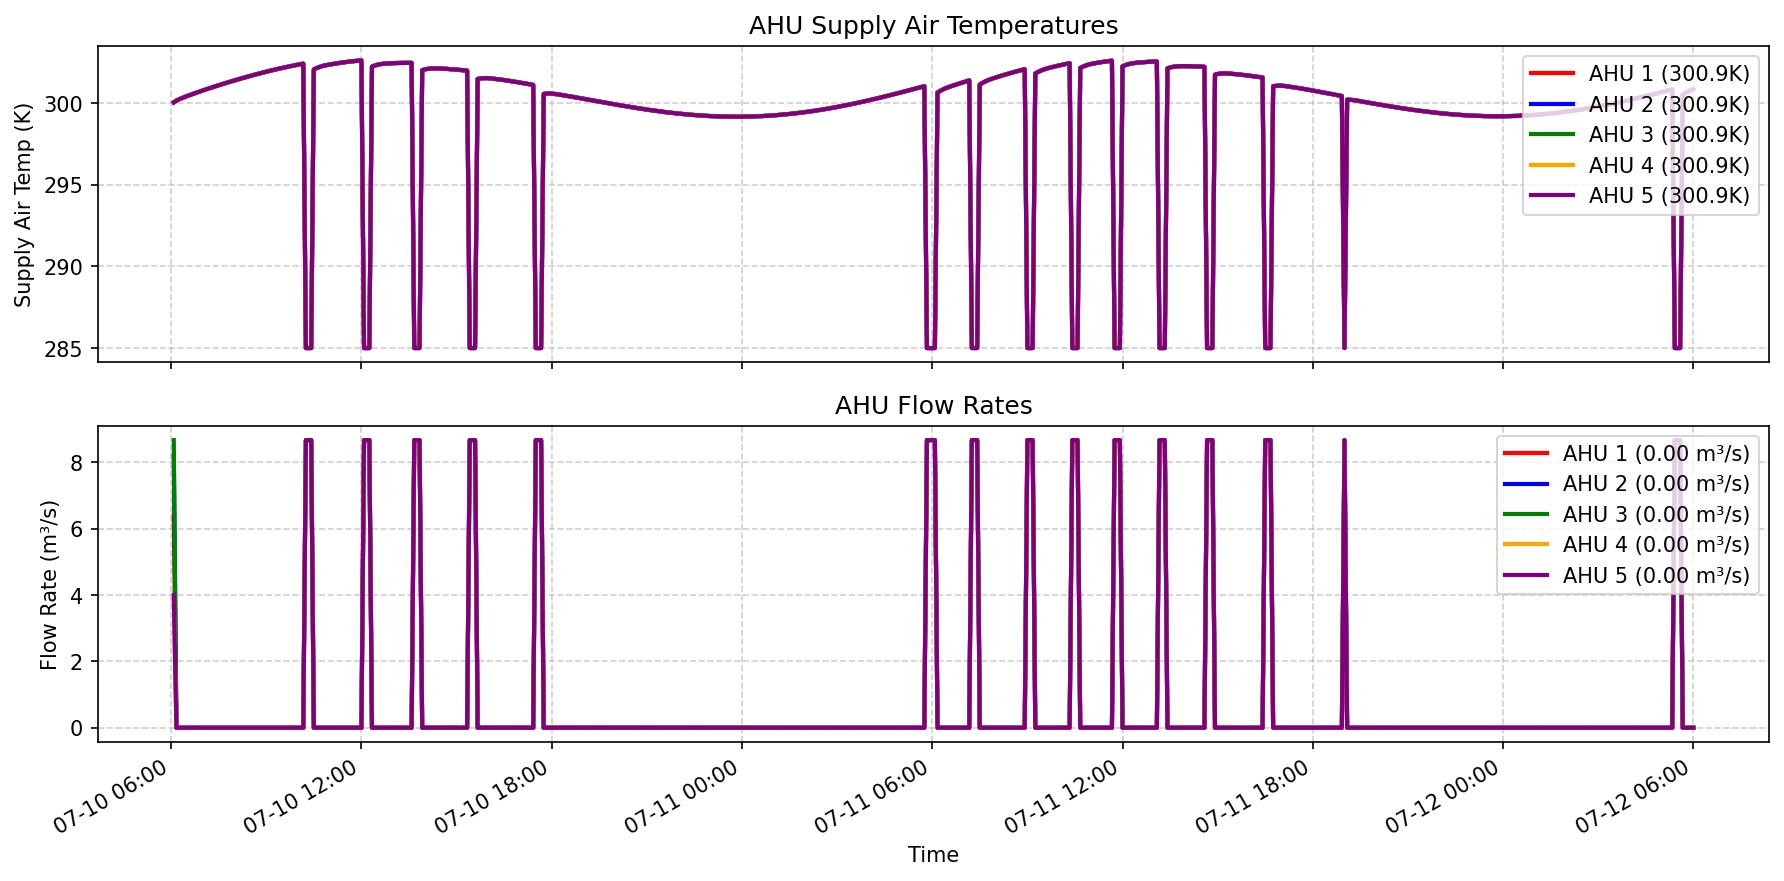 AHU Supply Air Temperatures
Supply Air Temp (K)
300
295
290
285
AHU 1 (300.9K)
AHU 2 (300.9K)
AHU 3 (300.9K)
AHU 4 (300.9K)
AHU 5 (300.9K)
AHU Flow Rates
Flow Rate (m³/s)
8
6
4
2
0
AHU 1 (0.00 m³/s)
AHU 2 (0.00 m³/s)
AHU 3 (0.00 m³/s)
AHU 4 (0.00 m³/s)
AHU 5 (0.00 m³/s)
07-10 06:00
07-10 12:00
07-10 18:00
07-11 00:00
07-11 06:00
07-11 12:00
07-11 18:00
07-12 00:00
07-12 06:00
Time